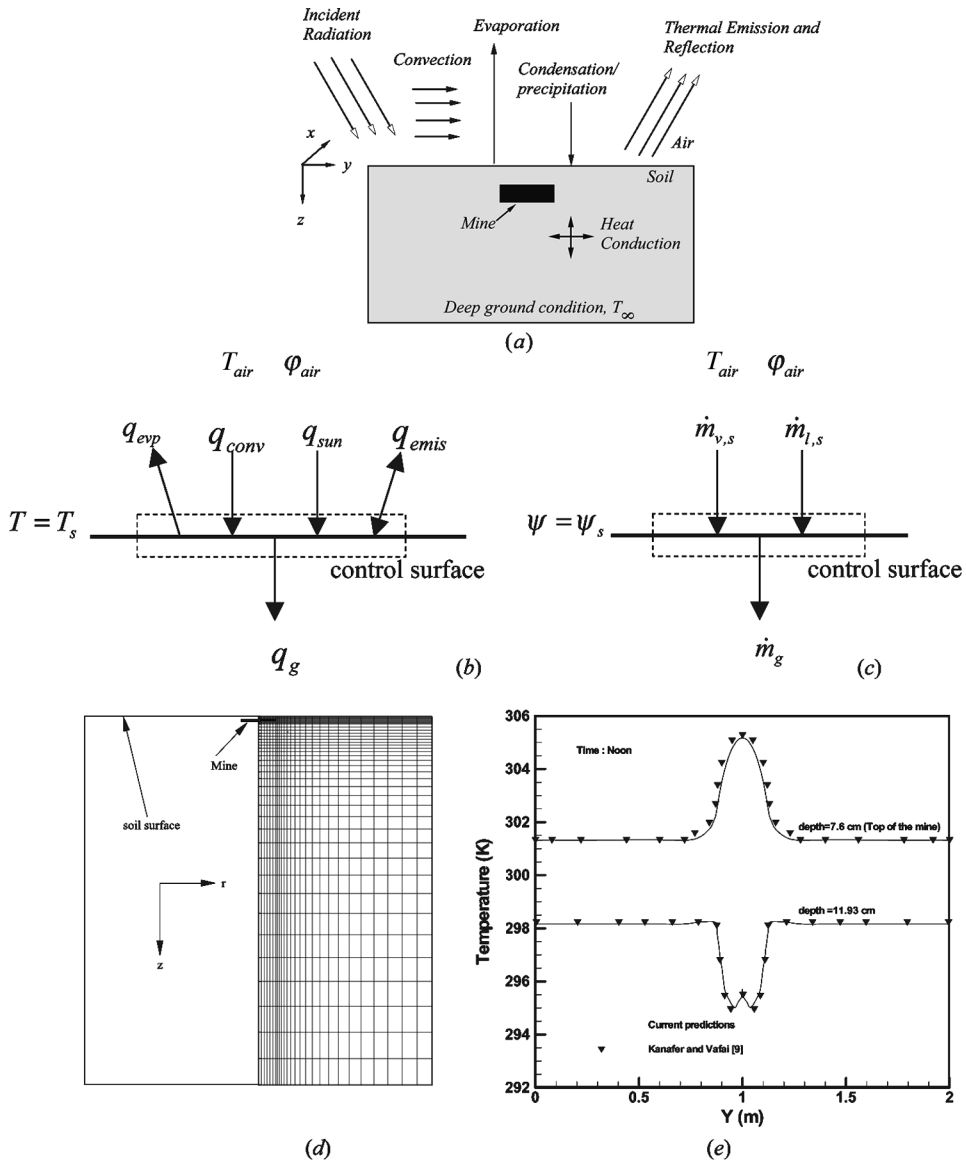 Incident
Radiation
Convection
Evaporation
Condensation/
precipitation
Thermal Emission and
Reflection
Air
Soil
x
y
z
Mine
Heat
Conduction
Deep ground condition, T∞
(a)
T_air φ_air
q_evp q_conv q_sun q_emis
T = T_s
control surface
q_g
(b)
T_air φ_air
ṁ_v,s ṁ_l,s
ψ = ψ_s
control surface
ṁ_g
(c)
Mine
soil surface
r
z
(d)
306
304
302
300
298
296
294
292
Temperature (K)
Time : Noon
depth=7.6 cm (Top of the mine)
depth =11.93 cm
Current predictions
Kanafer and Vafai [9]
0 0.5 1 1.5 2
Y (m)
(e)